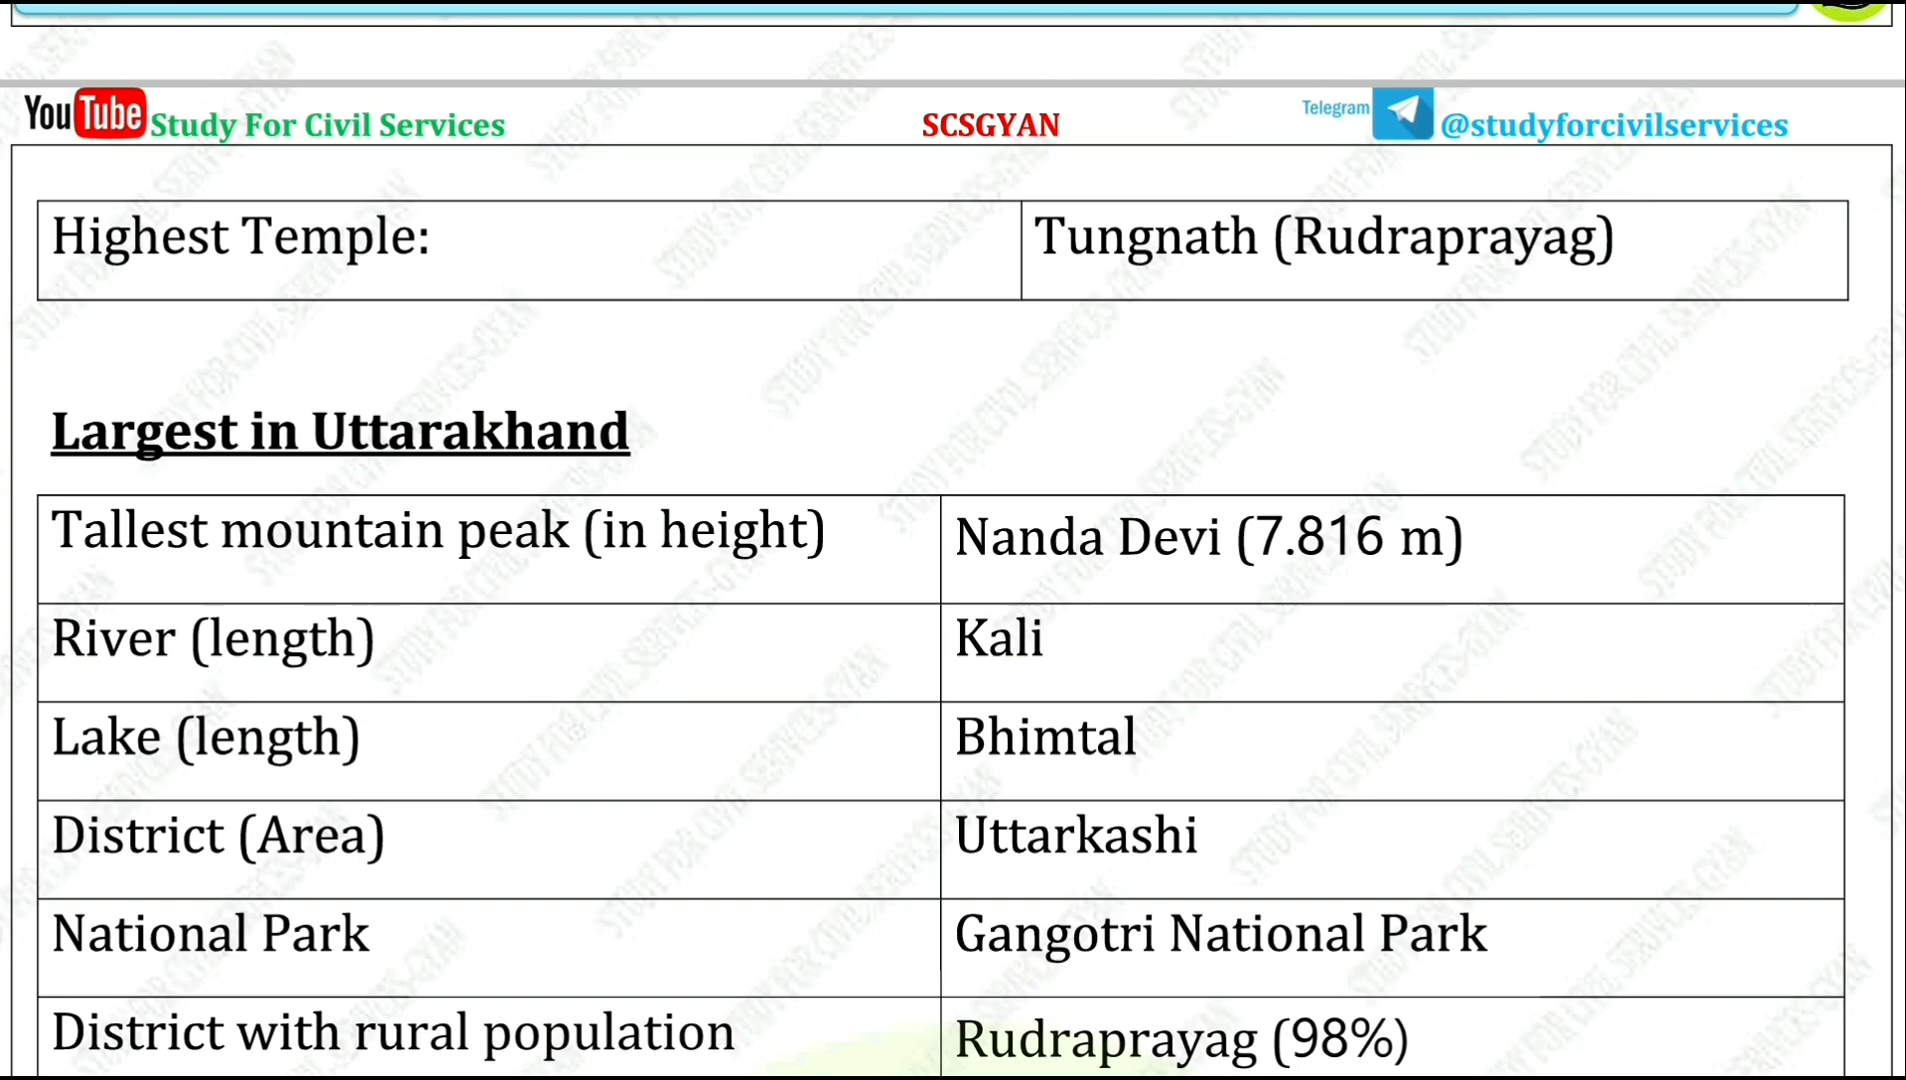 YouTube Study For Civil Services SCSGYAN Telegram @studyforcivilservices
Highest Temple: Tungnath (Rudraprayag)
Largest in Uttarakhand
Tallest mountain peak (in height) Nanda Devi (7.816 m)
River (length) Kali
Lake (length) Bhimtal
District (Area) Uttarkashi
National Park Gangotri National Park
District with rural population Rudraprayag (98%)